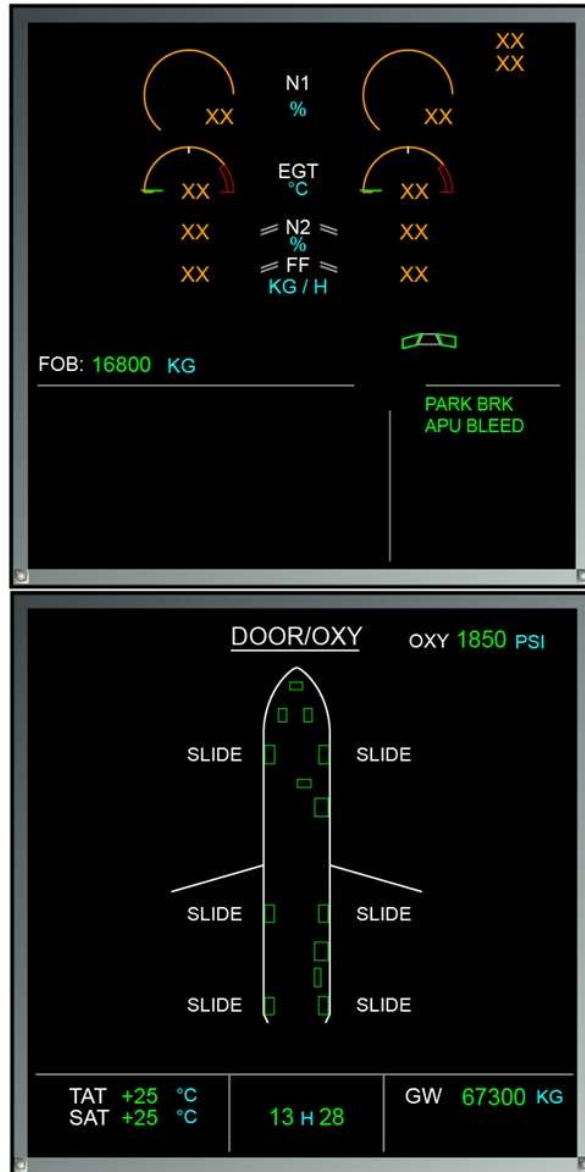 XX
XX
N1
%
XX XX
EGT
°C
XX XX
XX N2 XX
%
XX FF XX
KG / H
FOB: 16800 KG
PARK BRK
APU BLEED
DOOR/OXY OXY 1850 PSI
SLIDE SLIDE
SLIDE SLIDE
SLIDE SLIDE
TAT +25 °C
SAT +25 °C
13 H 28
GW 67300 KG